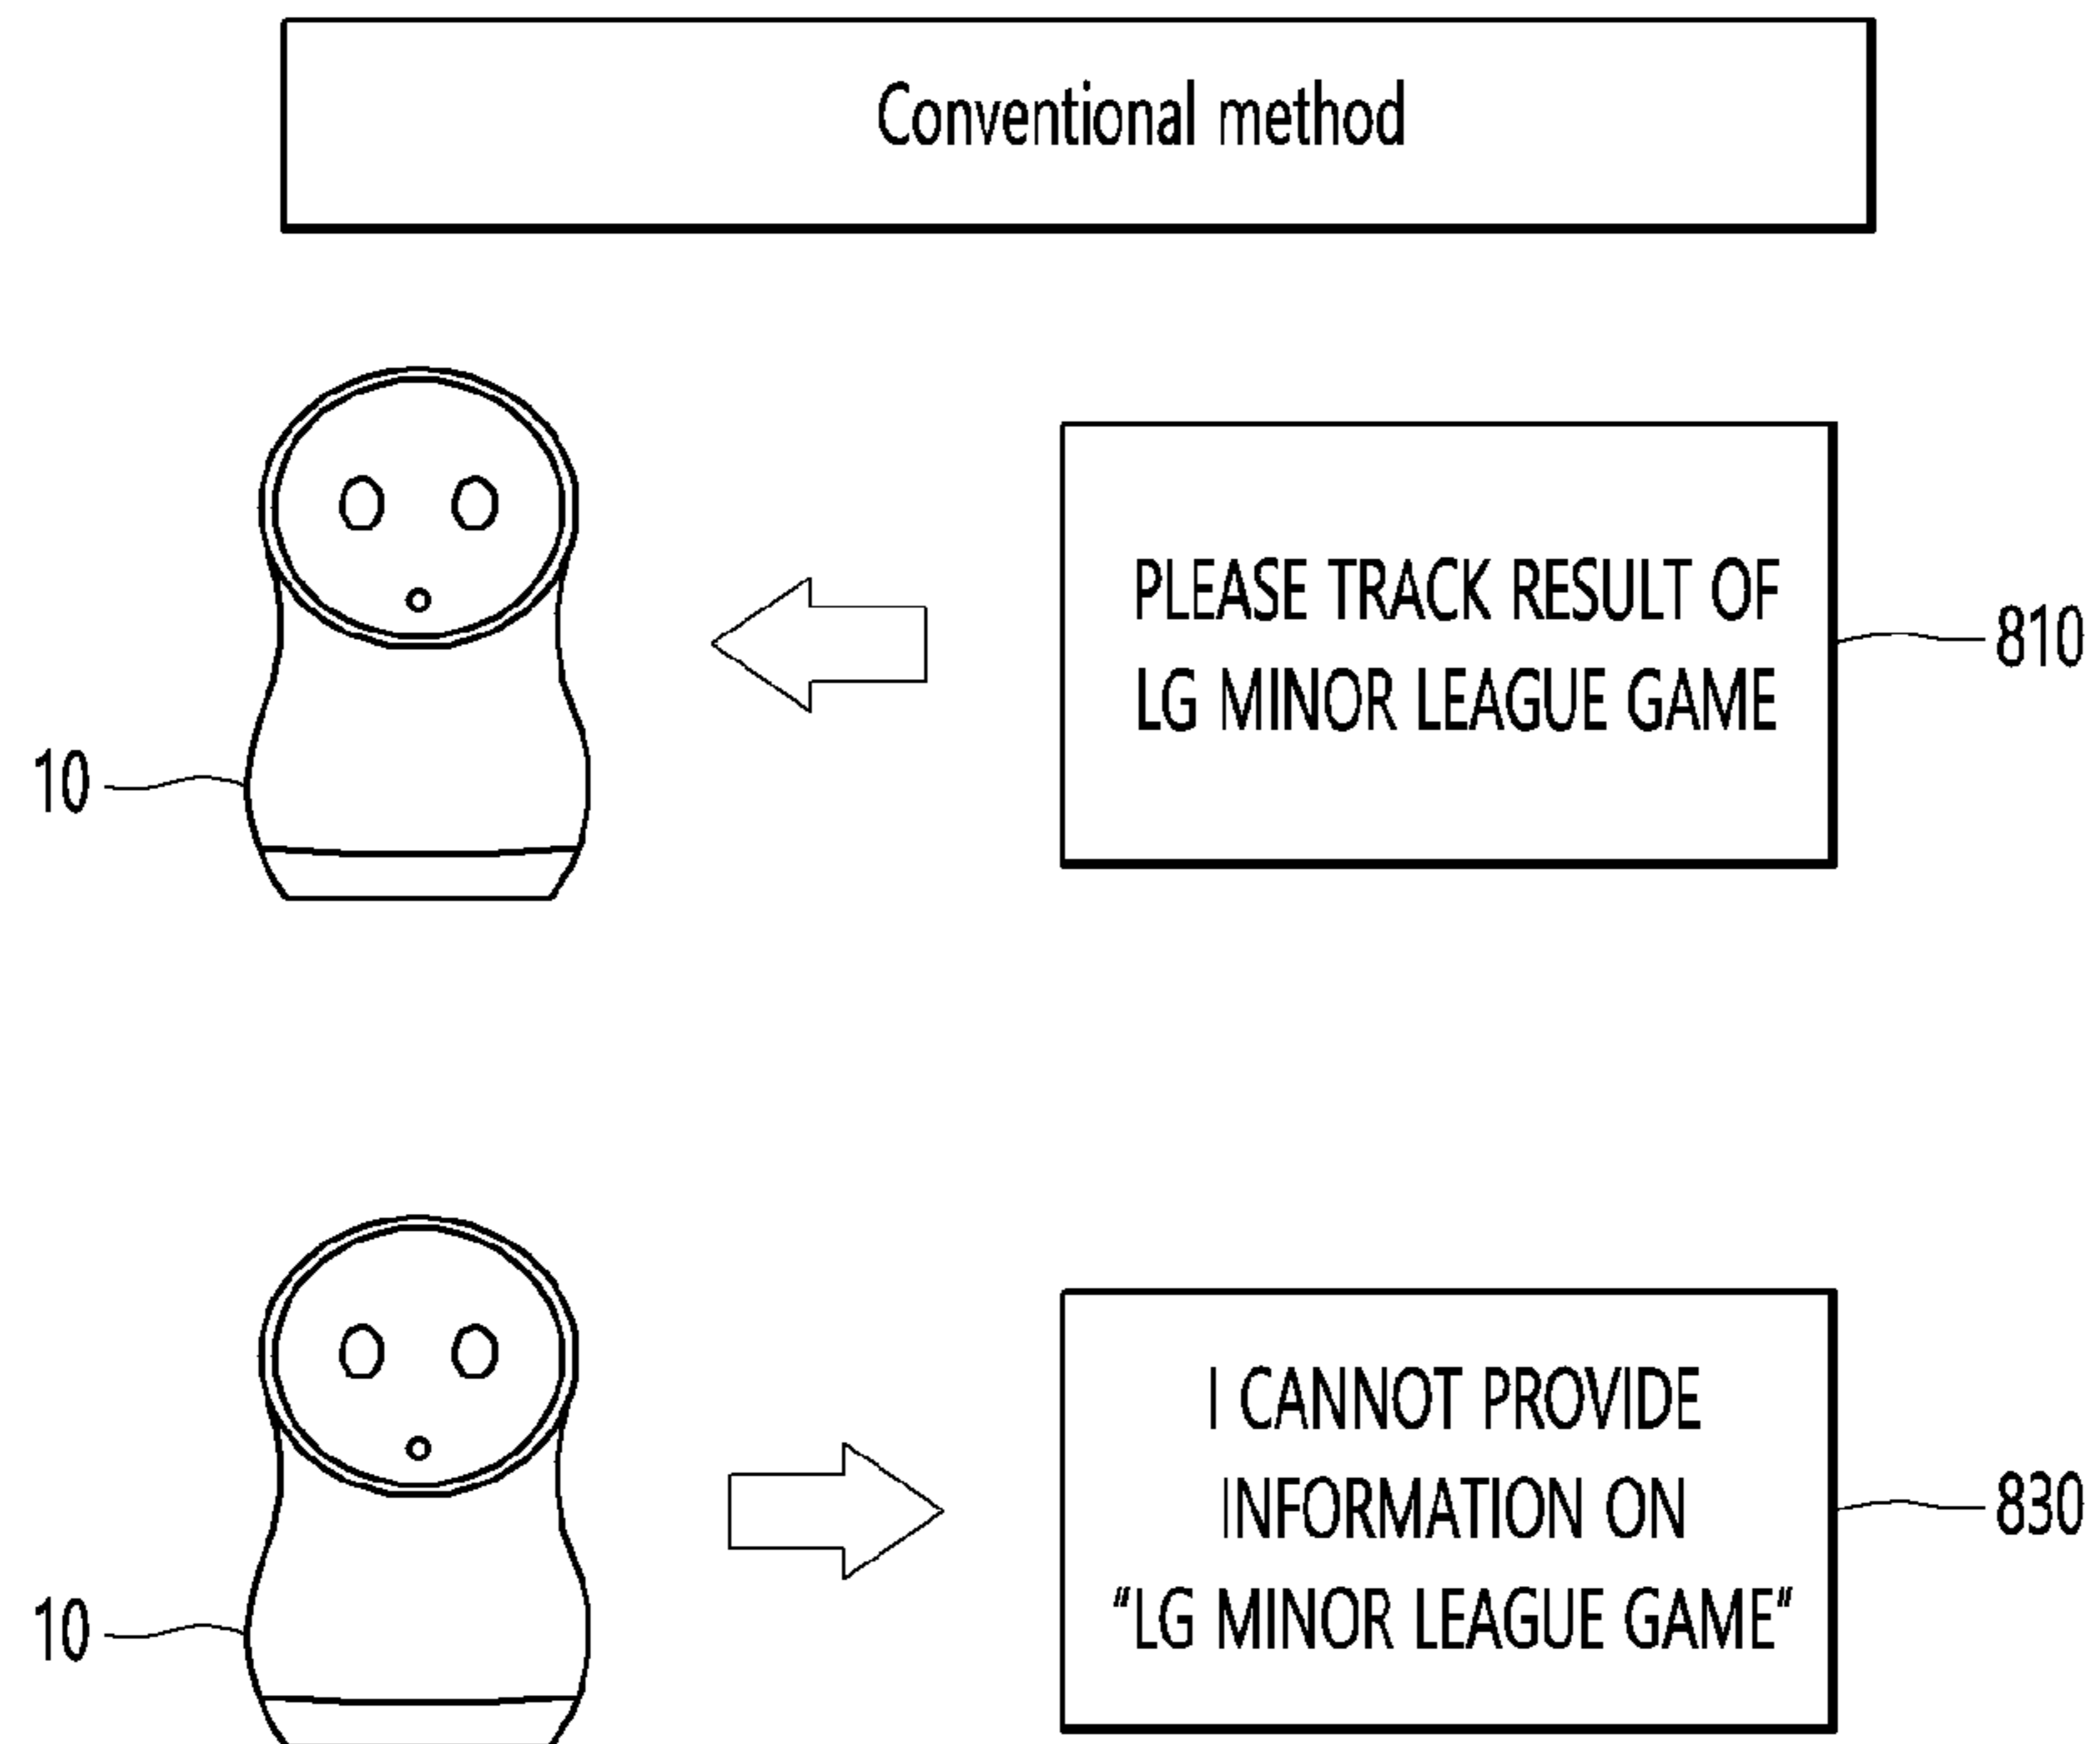 Conventional method
PLEASE TRACK RESULT OF
LG MINOR LEAGUE GAME
810
10
I CANNOT PROVIDE
INFORMATION ON
“LG MINOR LEAGUE GAME“
830
10